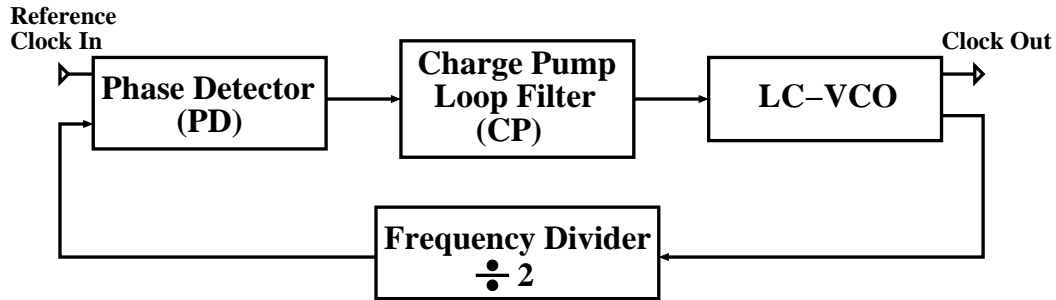 Reference
Clock In
Phase Detector
(PD)
Charge Pump
Loop Filter
(CP)
LC−VCO
Clock Out
Frequency Divider
÷ 2